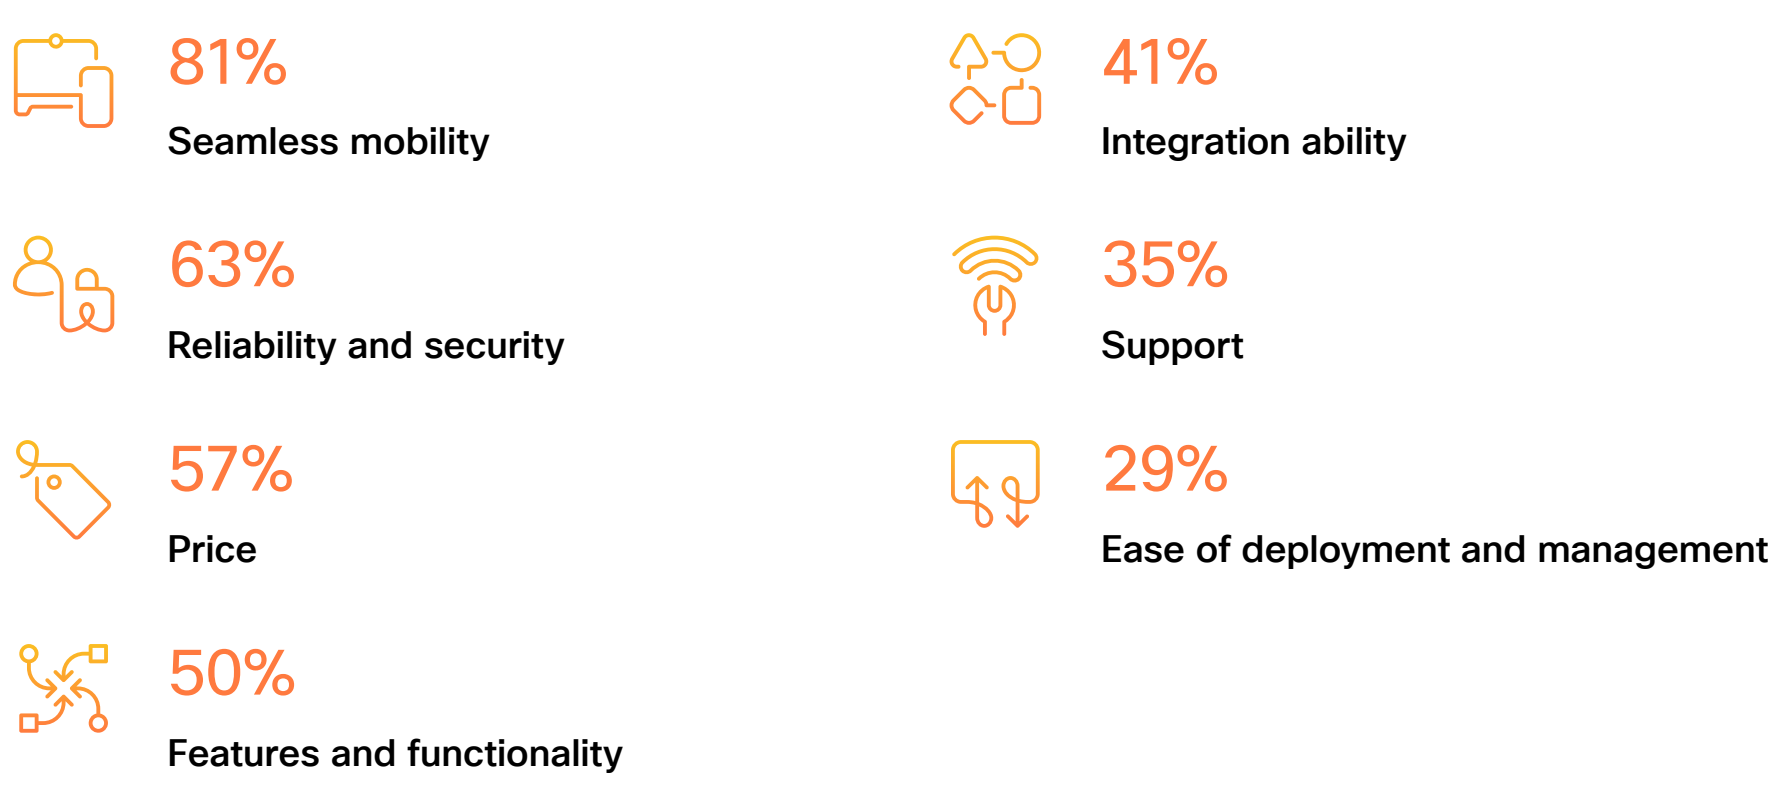 81%
Seamless mobility
63%
Reliability and security
57%
Price
50%
Features and functionality
41%
Integration ability
35%
Support
29%
Ease of deployment and management